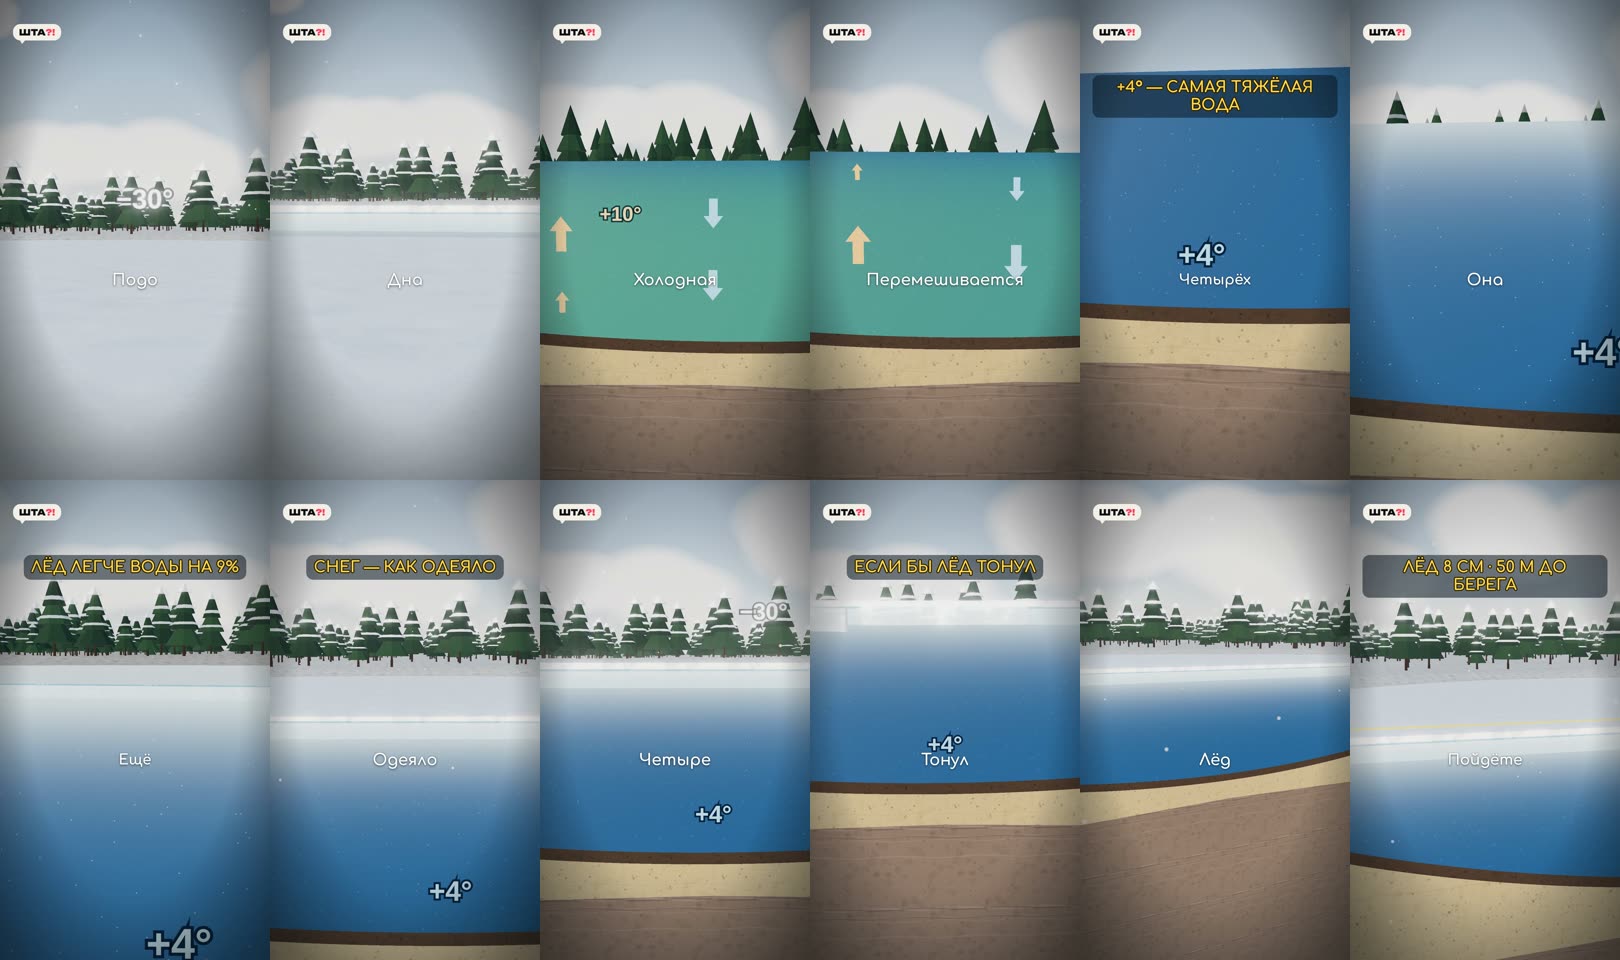 ШТА?!
−30°
Подо
ШТА?!
Дна
ШТА?!
+10°
Холодная
ШТА?!
Перемешивается
ШТА?!
+4° — САМАЯ ТЯЖЁЛАЯ
ВОДА
+4°
Четырёх
ШТА?!
Она
+4°
ШТА?!
ЛЁД ЛЕГЧЕ ВОДЫ НА 9%
Ещё
+4°
ШТА?!
СНЕГ — КАК ОДЕЯЛО
Одеяло
+4°
ШТА?!
−30°
Четыре
+4°
ШТА?!
ЕСЛИ БЫ ЛЁД ТОНУЛ
+4°
Тонул
ШТА?!
Лёд
ШТА?!
ЛЁД 8 СМ · 50 М ДО
БЕРЕГА
Пойдёте